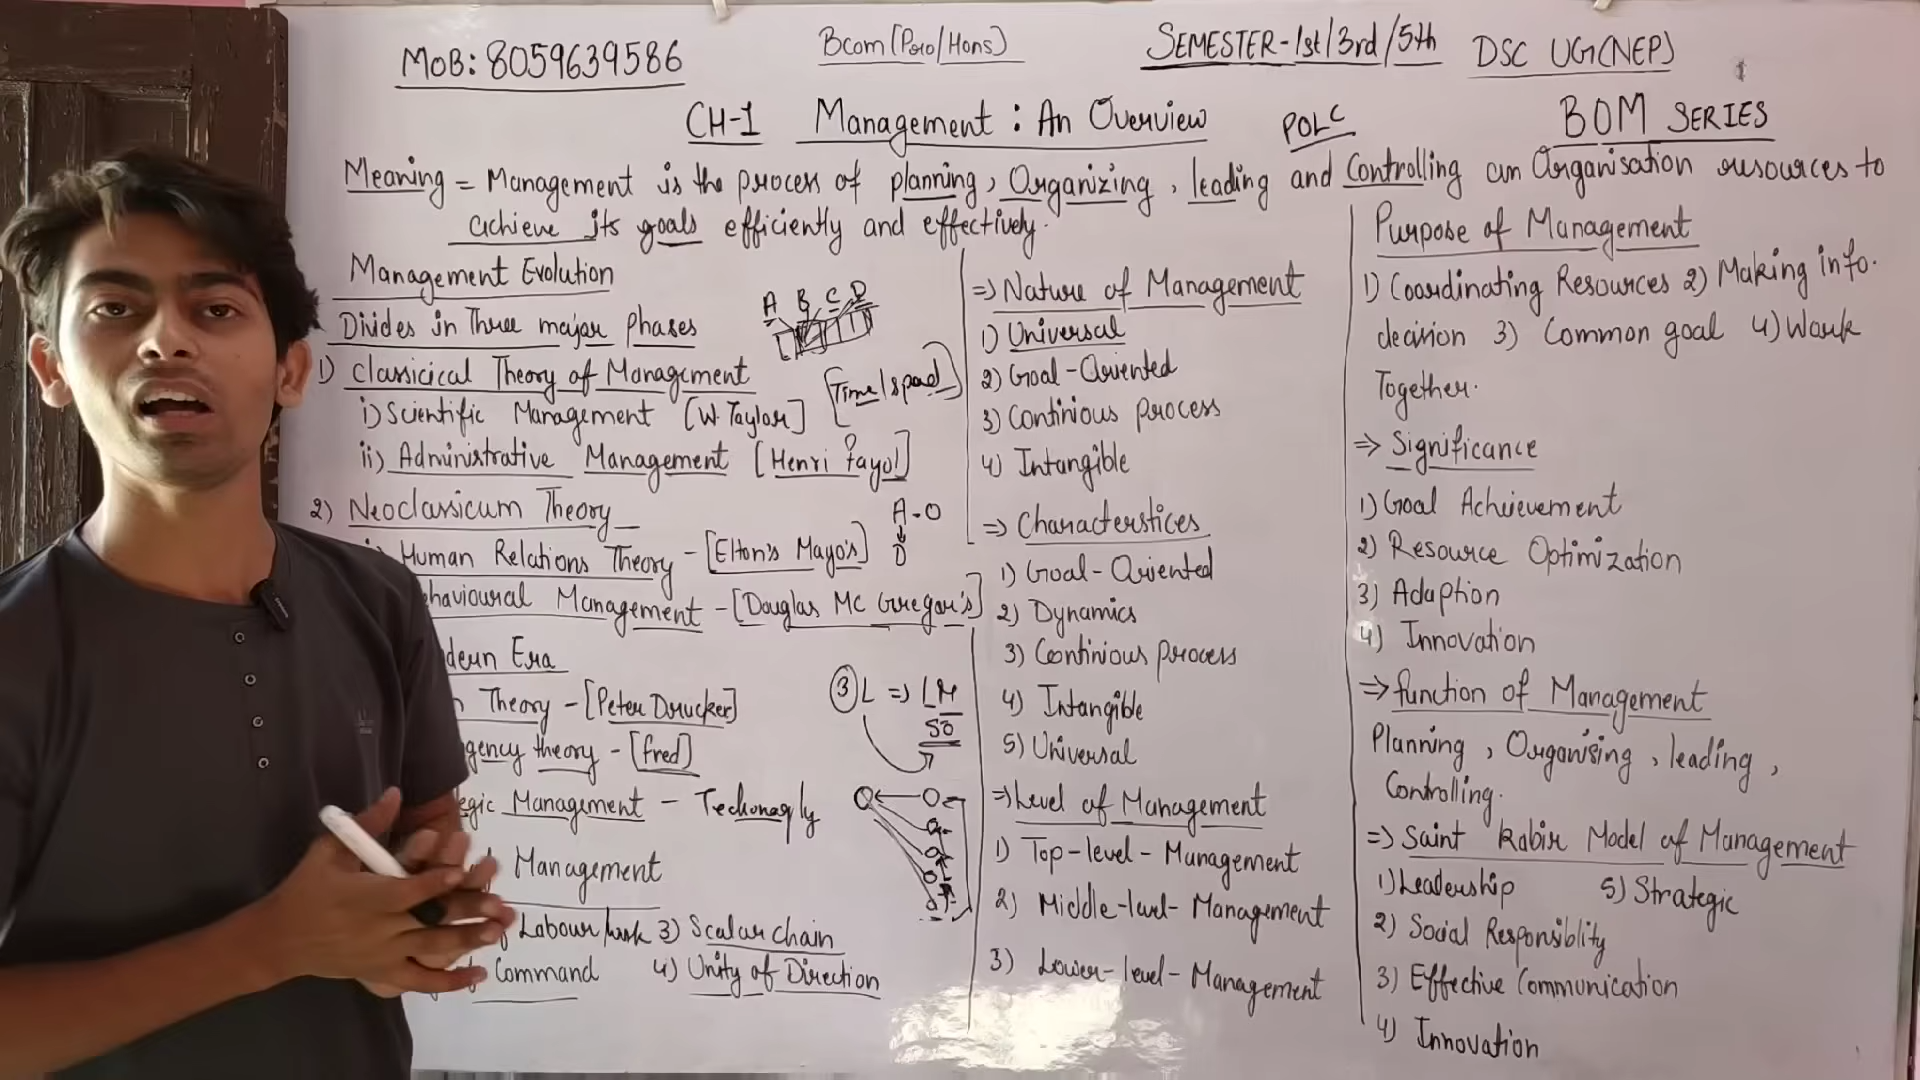 MOB: 8059639586
Bcom(Pro/Hons)
SEMESTER-1st/3rd/5th
DSC UG(NEP)
CH-1 Management : An Overview
POLC
BOM SERIES
Meaning = Management is the process of planning, Organizing, leading and Controlling an Organisation resources to
achieve its goals efficiently and effectively.
Management Evolution
Divides in Three major Phases
A B C D
1) Classicical Theory of Management
[Time/
i) Scientific Management [W Taylor]
ii) Administrative Management [Henri fayol]
2) Neoclassicum Theory
A-O
D
Human Relations Theory - [Elton's Mayo's]
havioural Management - [Douglas Mc Gregor's]
dern Era
Theory - [Peter Drucker]
3 L => LM
50
gency theory - [fred]
egic Management - Techonagly
Management
Labour/work 3) Scalar chain
Command 4) Unity of Direction
=> Nature of Management
1) Universal
2) Goal-Oriented
3) Continious process
4) Intangible
=> Characterstices
1) Goal-Oriented
2) Dynamics
3) Continious process
4) Intangible
5) Universal
=> Level of Management
1) Top-level-Management
2) Middle-level-Management
3) Lower-level-Management
Purpose of Management
1) Coordinating Resources 2) Making info.
decision 3) Common goal 4) Work
Together.
=> Significance
1) Goal Achievement
2) Resource Optimization
3) Adaption
4) Innovation
=> function of Management
Planning, Organising, leading,
Controlling.
=> Saint Kabir Model of Management
1) Leadership 5) Strategic
2) Social Responsiblity
3) Effective Communication
4) Innovation